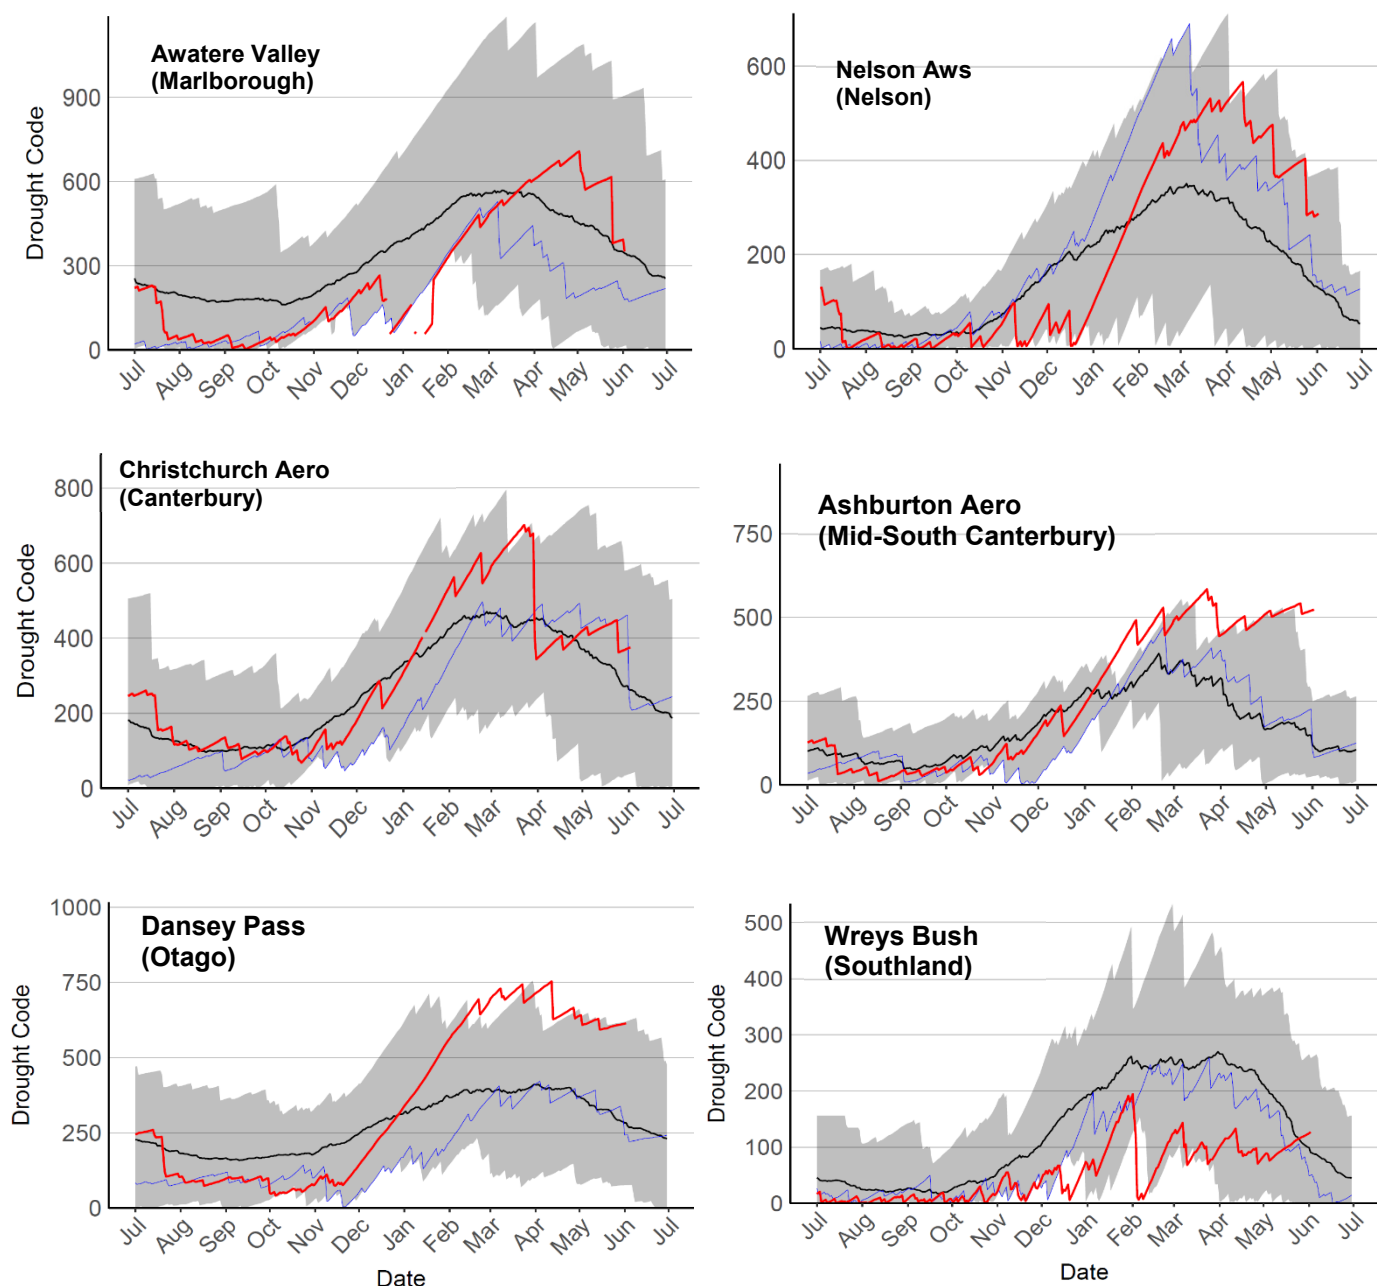 Awatere Valley
(Marlborough)
Drought Code
900
600
300
0
Jul Aug Sep Oct Nov Dec Jan Feb Mar Apr May Jun Jul
Nelson Aws
(Nelson)
600
400
200
0
Jul Aug Sep Oct Nov Dec Jan Feb Mar Apr May Jun Jul
Christchurch Aero
(Canterbury)
Drought Code
800
600
400
200
0
Jul Aug Sep Oct Nov Dec Jan Feb Mar Apr May Jun Jul
Ashburton Aero
(Mid-South Canterbury)
750
500
250
0
Jul Aug Sep Oct Nov Dec Jan Feb Mar Apr May Jun Jul
Dansey Pass
(Otago)
Drought Code
1000
750
500
250
0
Jul Aug Sep Oct Nov Dec Jan Feb Mar Apr May Jun Jul
Date
Wreys Bush
(Southland)
Drought Code
500
400
300
200
100
0
Jul Aug Sep Oct Nov Dec Jan Feb Mar Apr May Jun Jul
Date